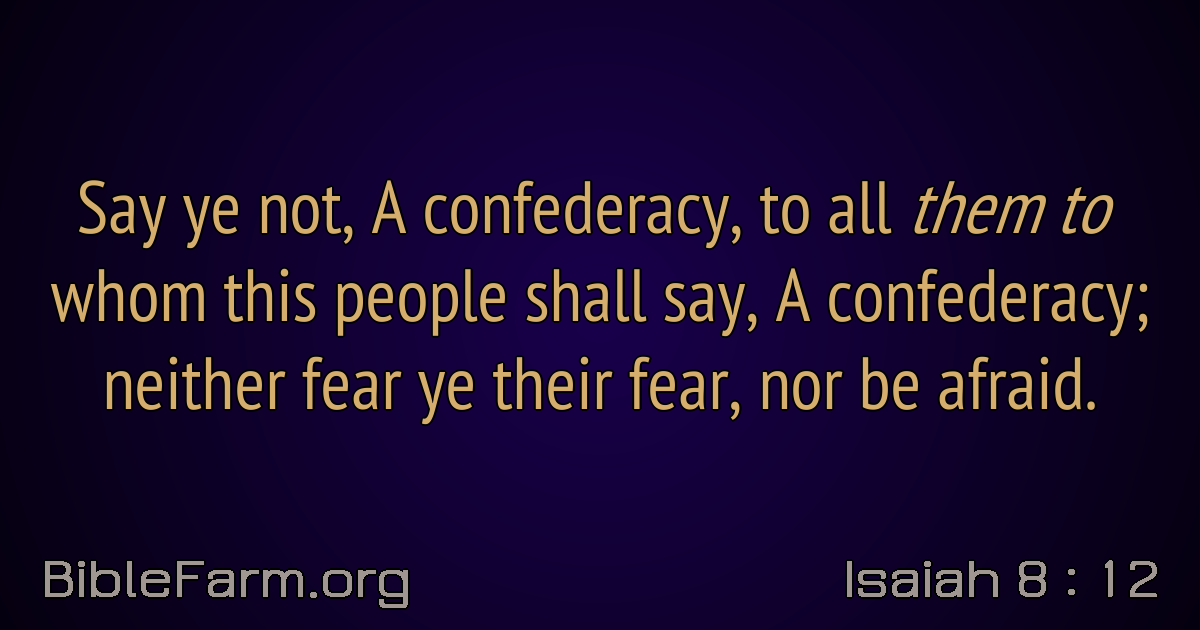 Say ye not, A confederacy, to all them to
whom this people shall say, A confederacy;
neither fear ye their fear, nor be afraid.
BibleFarm.org
Isaiah 8 : 12